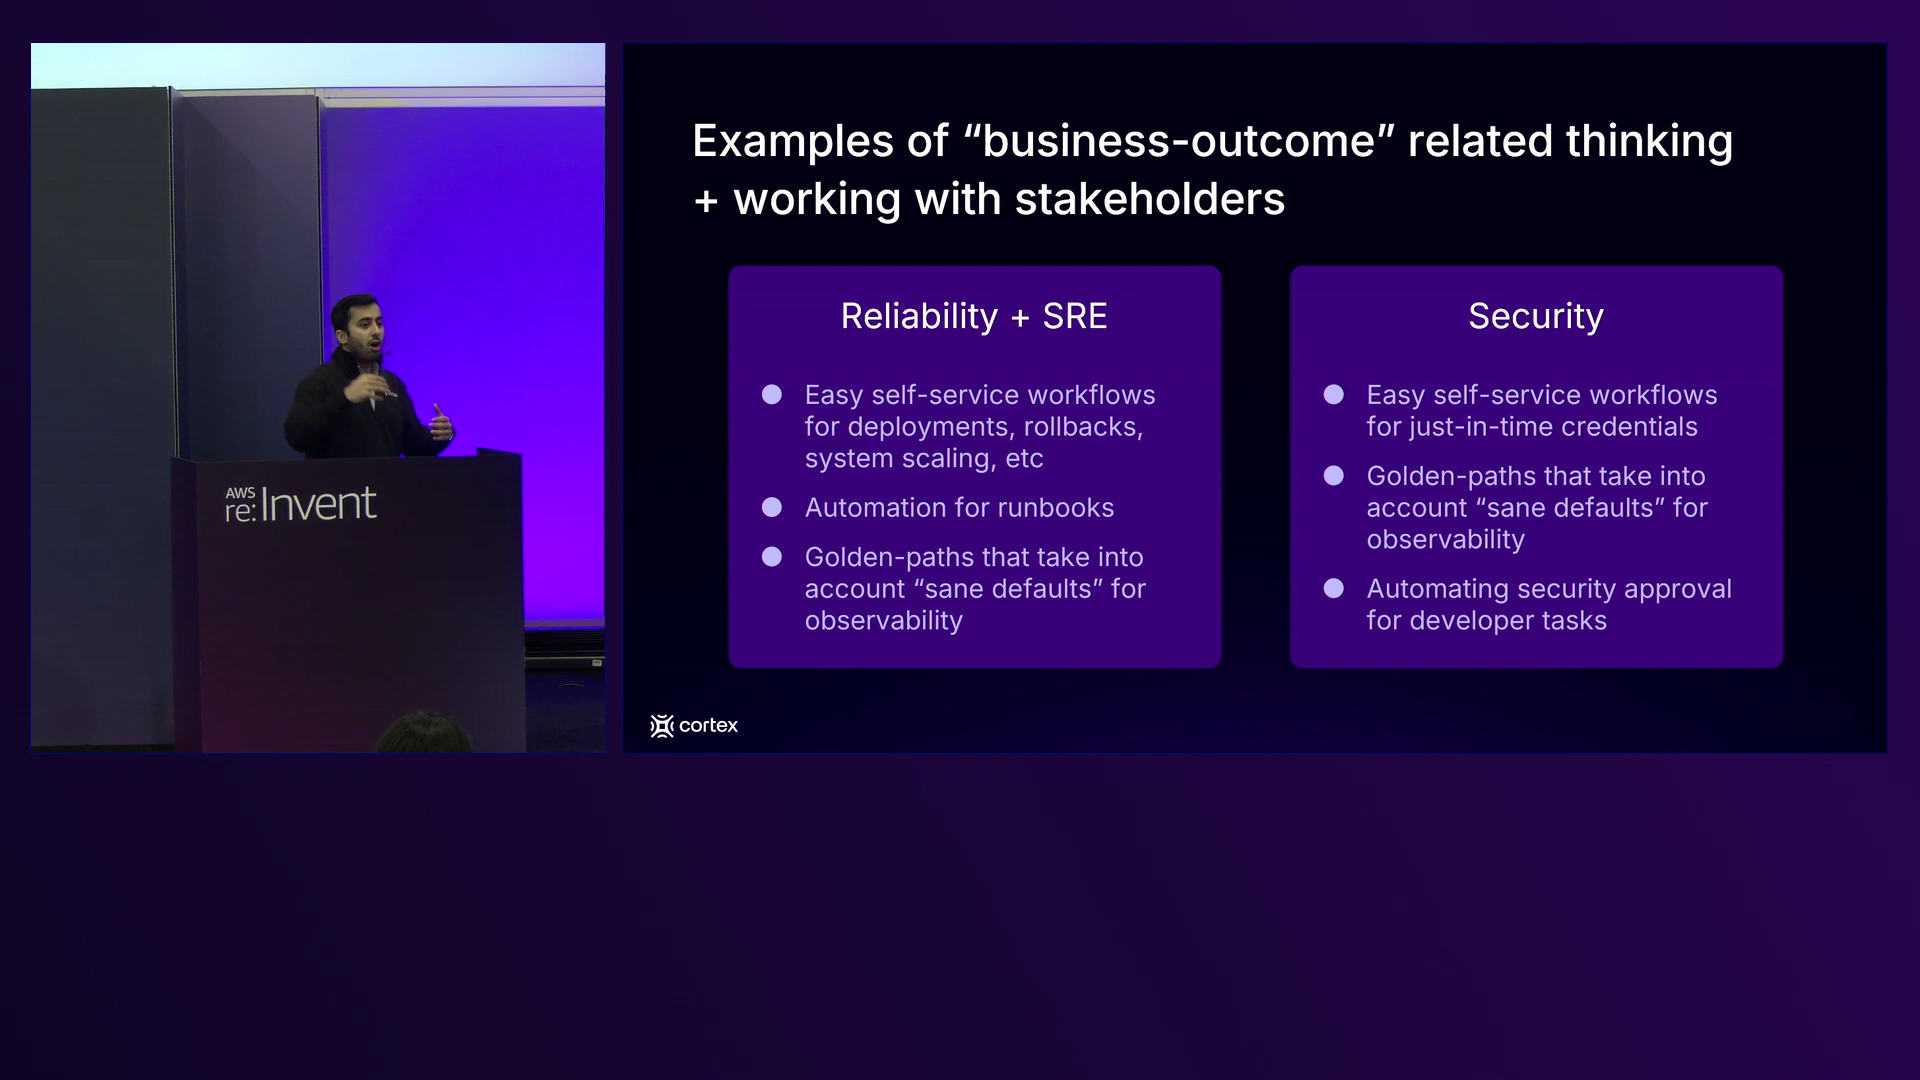 AWS
re:Invent
Examples of “business-outcome” related thinking
+ working with stakeholders
Reliability + SRE
Easy self-service workflows
for deployments, rollbacks,
system scaling, etc
Automation for runbooks
Golden-paths that take into
account “sane defaults” for
observability
Security
Easy self-service workflows
for just-in-time credentials
Golden-paths that take into
account “sane defaults” for
observability
Automating security approval
for developer tasks
cortex